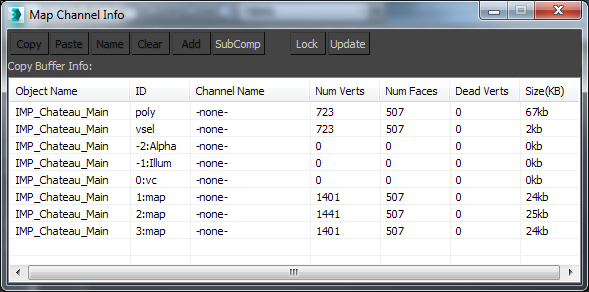 Map Channel Info
Copy Paste Name Clear Add SubComp Lock Update
Copy Buffer Info:
Object Name ID Channel Name Num Verts Num Faces Dead Verts Size(KB)
IMP_Chateau_Main poly -none- 723 507 0 67kb
IMP_Chateau_Main vsel -none- 723 507 0 2kb
IMP_Chateau_Main -2:Alpha -none- 0 0 0 0kb
IMP_Chateau_Main -1:Illum -none- 0 0 0 0kb
IMP_Chateau_Main 0:vc -none- 0 0 0 0kb
IMP_Chateau_Main 1:map -none- 1401 507 0 24kb
IMP_Chateau_Main 2:map -none- 1441 507 0 25kb
IMP_Chateau_Main 3:map -none- 1401 507 0 24kb